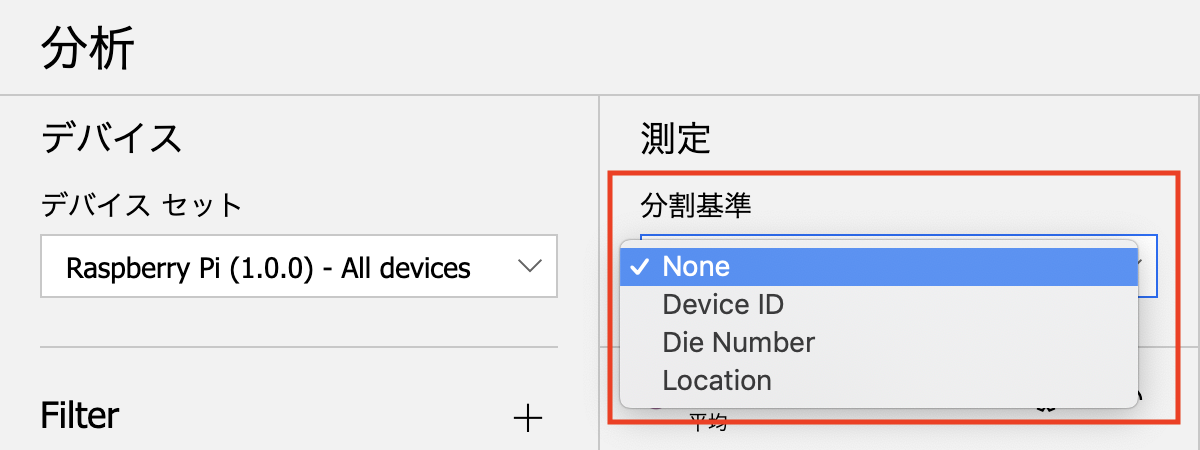 分析
デバイス
デバイス セット
Raspberry Pi (1.0.0) - All devices
Filter
測定
分割基準
None
Device ID
Die Number
Location
平均